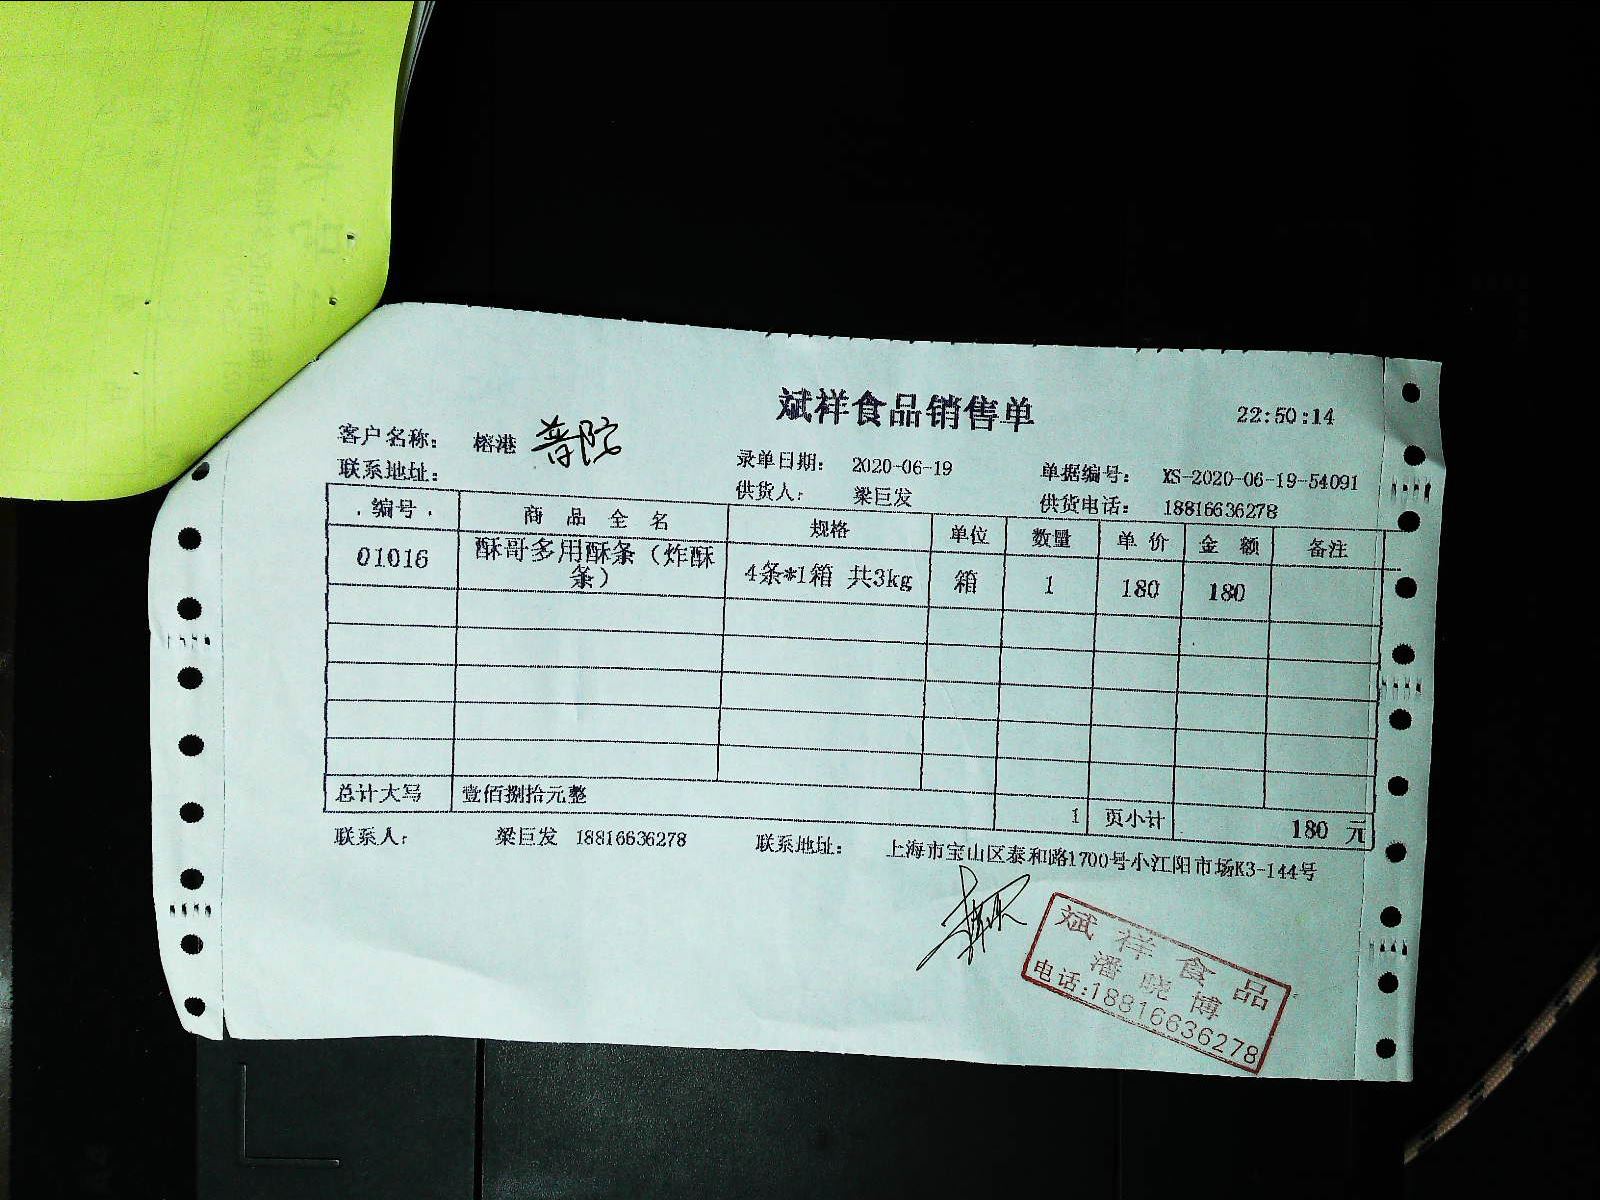 斌祥食品销售单
22:50:14
客户名称： 榕港 普院
录单日期： 2020-06-19 单据编号： XS-2020-06-19-54091
联系地址：
供货人： 梁巨发 供货电话： 18816636278
编号 商品全名 规格 单位 数量 单价 金额 备注
01016 酥哥多用酥条（炸酥条） 4条*1箱 共3kg 箱 1 180 180
总计大写 壹佰捌拾元整 1 页小计 180 元
联系人： 梁巨发 18816636278 联系地址： 上海市宝山区泰和路1700号小江阳市场K3-144号
斌祥食品
潘晓博
电话:18816636278